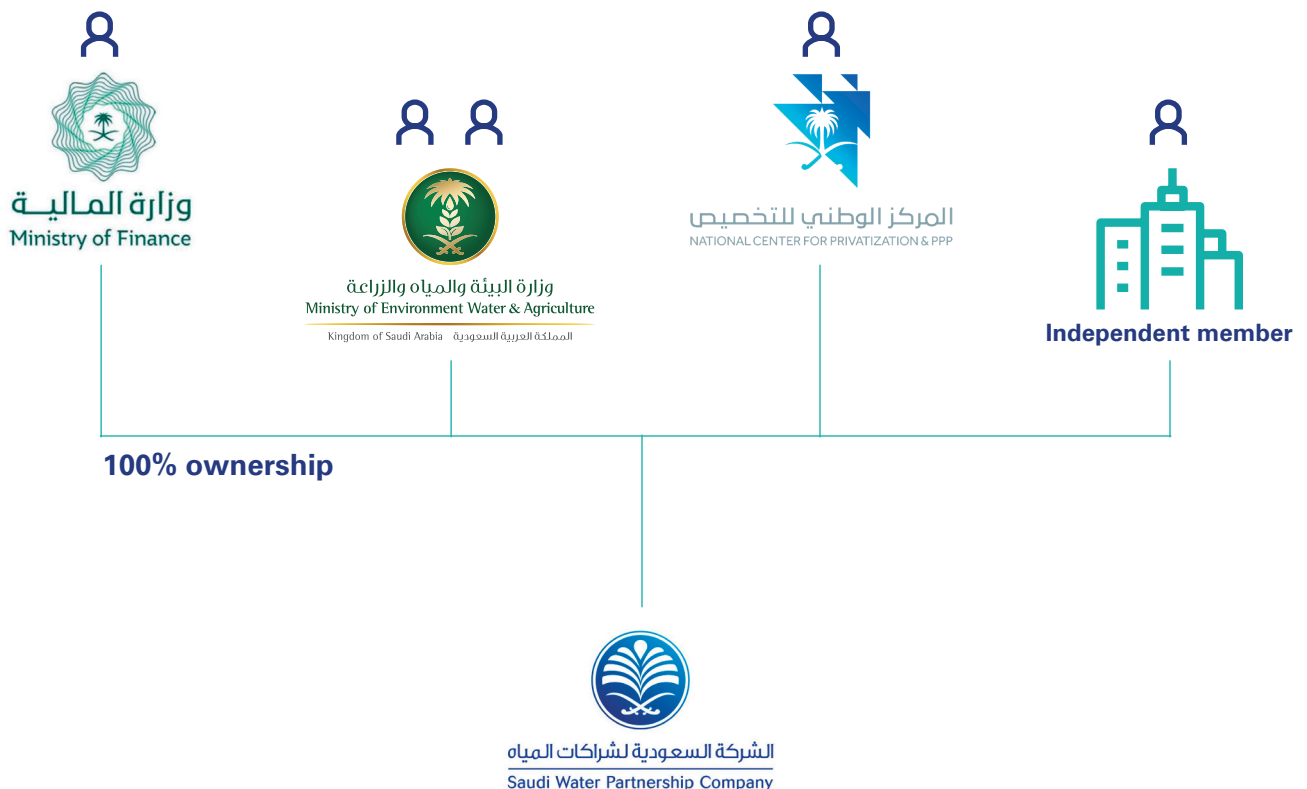 وزارة المالية
Ministry of Finance
وزارة البيئة والمياه والزراعة
Ministry of Environment Water & Agriculture
Kingdom of Saudi Arabia المملكة العربية السعودية
المركز الوطني للتخصيص
NATIONAL CENTER FOR PRIVATIZATION & PPP
Independent member
100% ownership
الشركة السعودية لشراكات المياه
Saudi Water Partnership Company